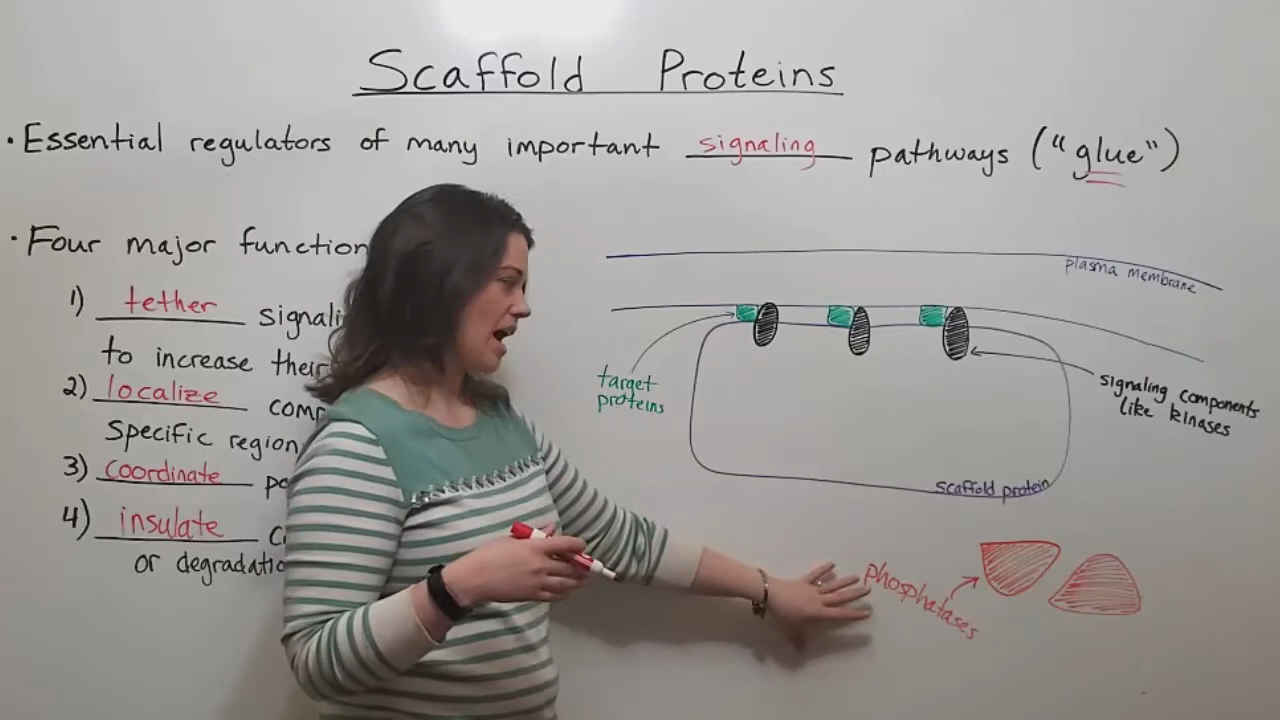 Scaffold Proteins
• Essential regulators of many important signaling pathways ("glue")
• Four major function
1) tether signali
to increase their
2) localize comp
Specific region
3) coordinate
4) insulate
or degradatio
plasma membrane
target
proteins
signaling components
like kinases
scaffold protein
phosphatases